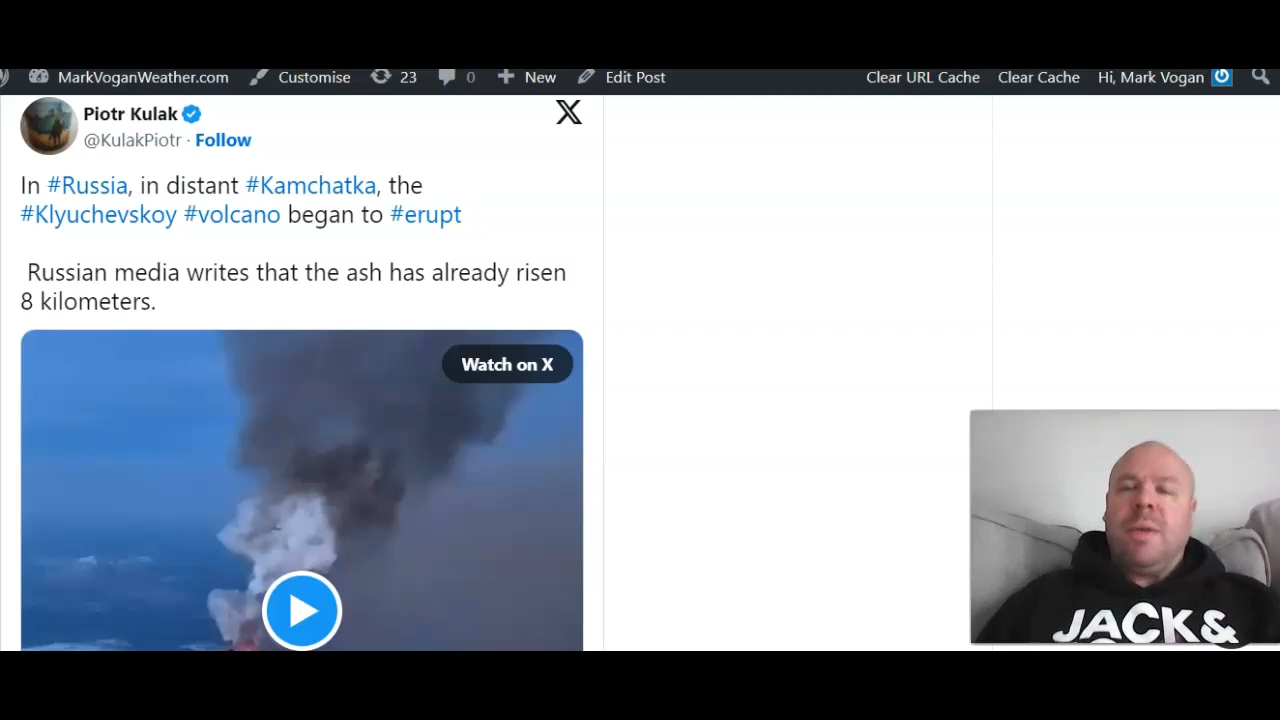 MarkVoganWeather.com Customise 23 0 New Edit Post Clear URL Cache Clear Cache Hi, Mark Vogan
Piotr Kulak
@KulakPiotr · Follow
In #Russia, in distant #Kamchatka, the
#Klyuchevskoy #volcano began to #erupt
Russian media writes that the ash has already risen
8 kilometers.
Watch on X
JACK&